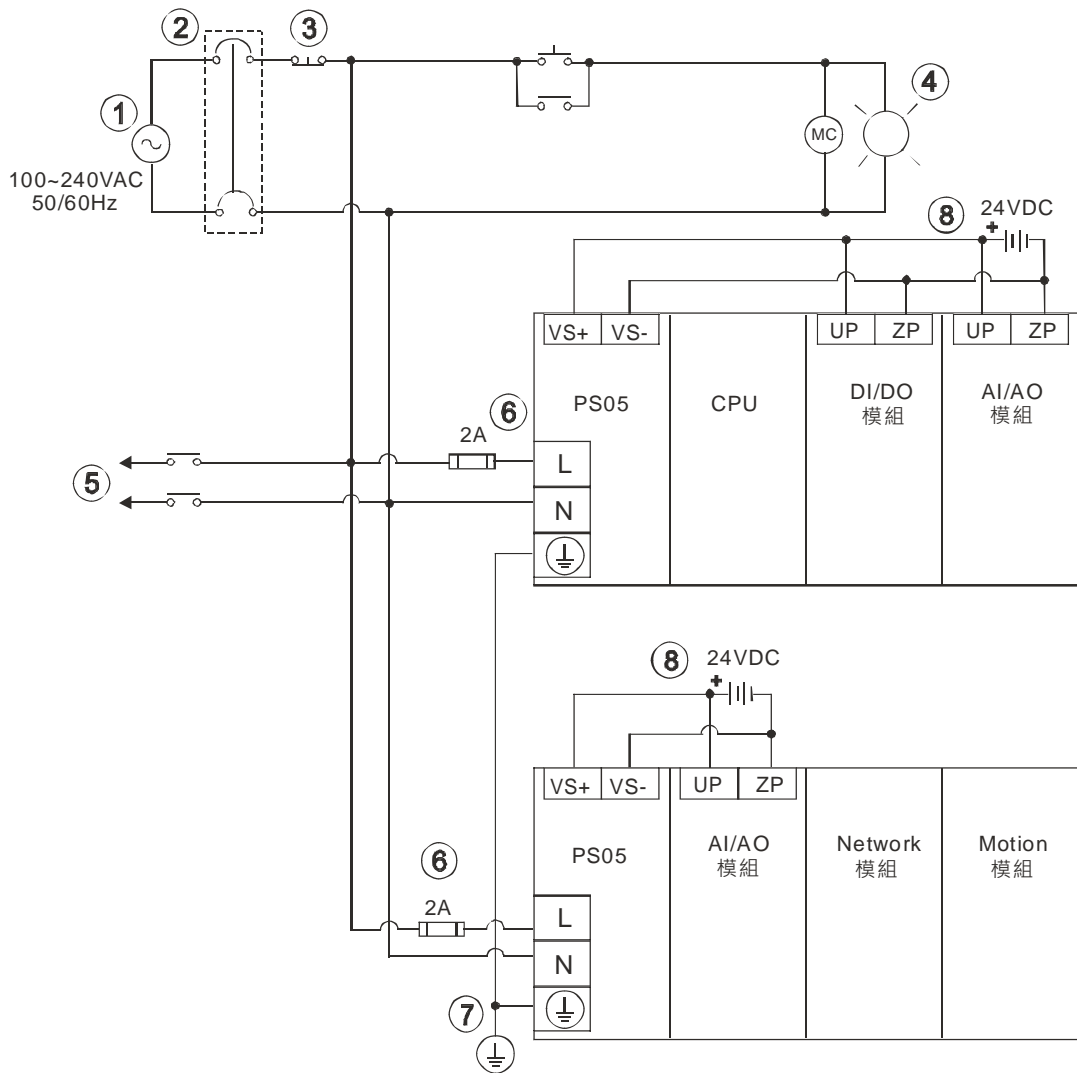 2
3
1
4
MC
100~240VAC
50/60Hz
8
24VDC
+
VS+ VS- UP ZP UP ZP
PS05 CPU DI/DO
模組 AI/AO
模組
6
2A
5
L
N
8
24VDC
+
VS+ VS- UP ZP
PS05 AI/AO
模組 Network
模組 Motion
模組
6
2A
L
N
7